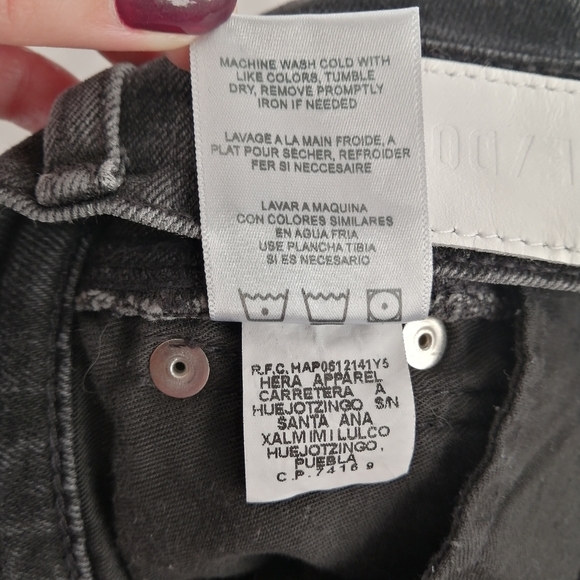 MACHINE WASH COLD WITH
LIKE COLORS, TUMBLE
DRY, REMOVE PROMPTLY
IRON IF NEEDED
LAVAGE A LA MAIN FROIDE, A
PLAT POUR SECHER, REFROIDER
FER SI NECCESAIRE
LAVAR A MAQUINA
CON COLORES SIMILARES
EN AGUA FRIA
USE PLANCHA TIBIA
SI ES NECESARIO
R.F.C. HAP0612141Y5
HERA APPAREL
CARRETERA A
HUEJOTZINGO S/N
SANTA ANA
XALMIMILULCO
HUEJOTZINGO,
PUEBLA
C.P. 74169